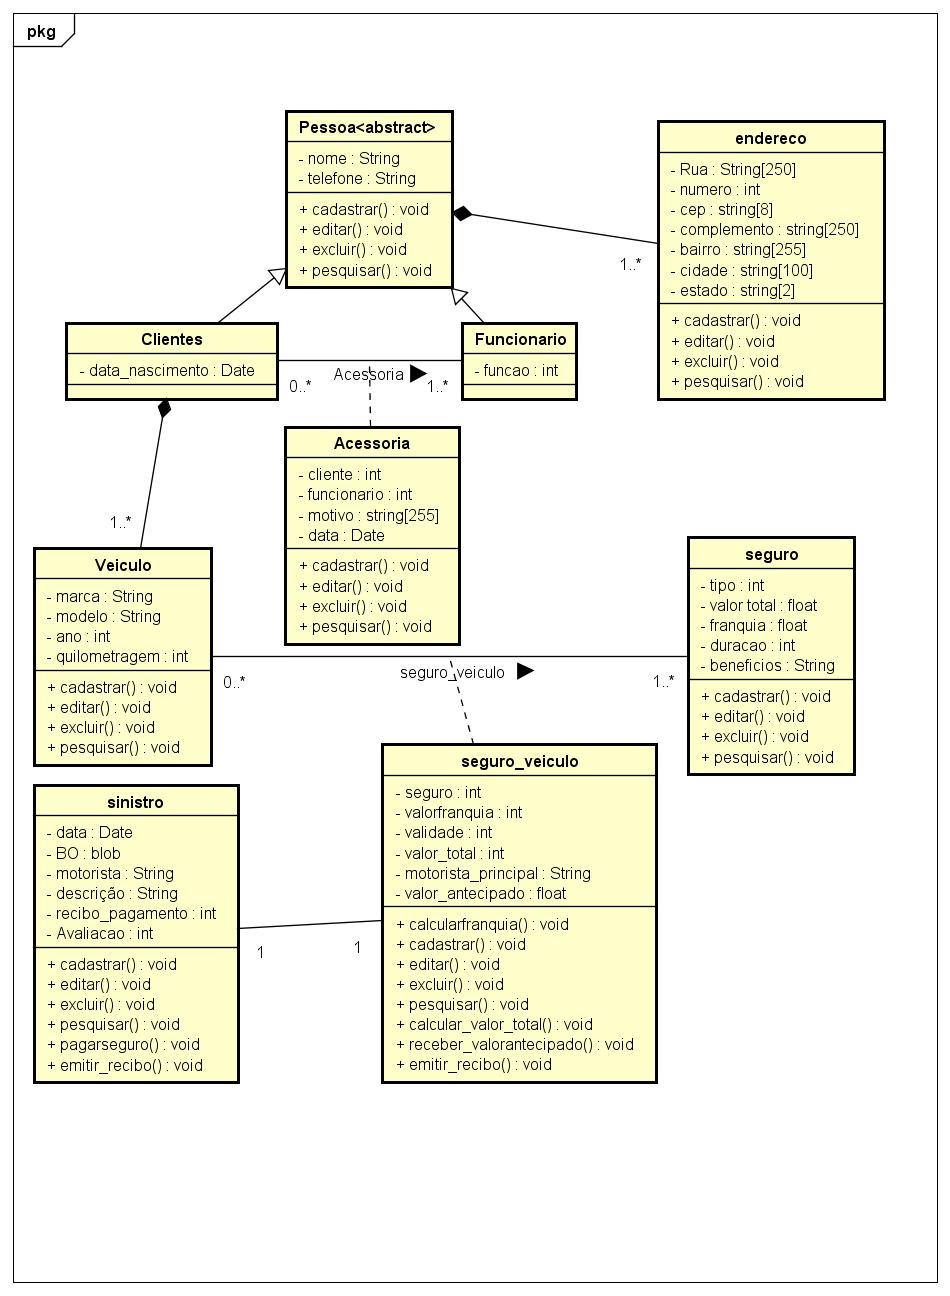 pkg
Pessoa<abstract>
- nome : String
- telefone : String
+ cadastrar() : void
+ editar() : void
+ excluir() : void
+ pesquisar() : void
endereco
- Rua : String[250]
- numero : int
- cep : string[8]
- complemento : string[250]
- bairro : string[255]
- cidade : string[100]
- estado : string[2]
+ cadastrar() : void
+ editar() : void
+ excluir() : void
+ pesquisar() : void
1..*
Clientes
- data_nascimento : Date
0..*
Acessoria
1..*
Funcionario
- funcao : int
Acessoria
- cliente : int
- funcionario : int
- motivo : string[255]
- data : Date
+ cadastrar() : void
+ editar() : void
+ excluir() : void
+ pesquisar() : void
1..*
Veiculo
- marca : String
- modelo : String
- ano : int
- quilometragem : int
+ cadastrar() : void
+ editar() : void
+ excluir() : void
+ pesquisar() : void
0..*
seguro_veiculo
1..*
seguro
- tipo : int
- valor total : float
- franquia : float
- duracao : int
- beneficios : String
+ cadastrar() : void
+ editar() : void
+ excluir() : void
+ pesquisar() : void
sinistro
- data : Date
- BO : blob
- motorista : String
- descrição : String
- recibo_pagamento : int
- Avaliacao : int
+ cadastrar() : void
+ editar() : void
+ excluir() : void
+ pesquisar() : void
+ pagarseguro() : void
+ emitir_recibo() : void
1
1
seguro_veiculo
- seguro : int
- valorfranquia : int
- validade : int
- valor_total : int
- motorista_principal : String
- valor_antecipado : float
+ calcularfranquia() : void
+ cadastrar() : void
+ editar() : void
+ excluir() : void
+ pesquisar() : void
+ calcular_valor_total() : void
+ receber_valorantecipado() : void
+ emitir_recibo() : void